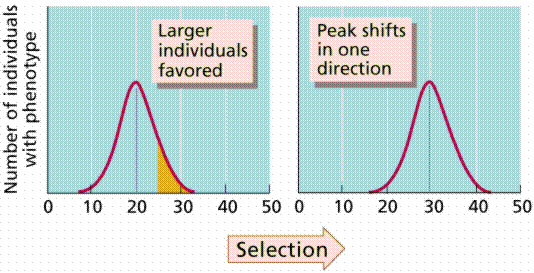 Number of individuals
with phenotype
Larger
individuals
favored
0 10 20 30 40 50
Peak shifts
in one
direction
0 10 20 30 40 50
Selection